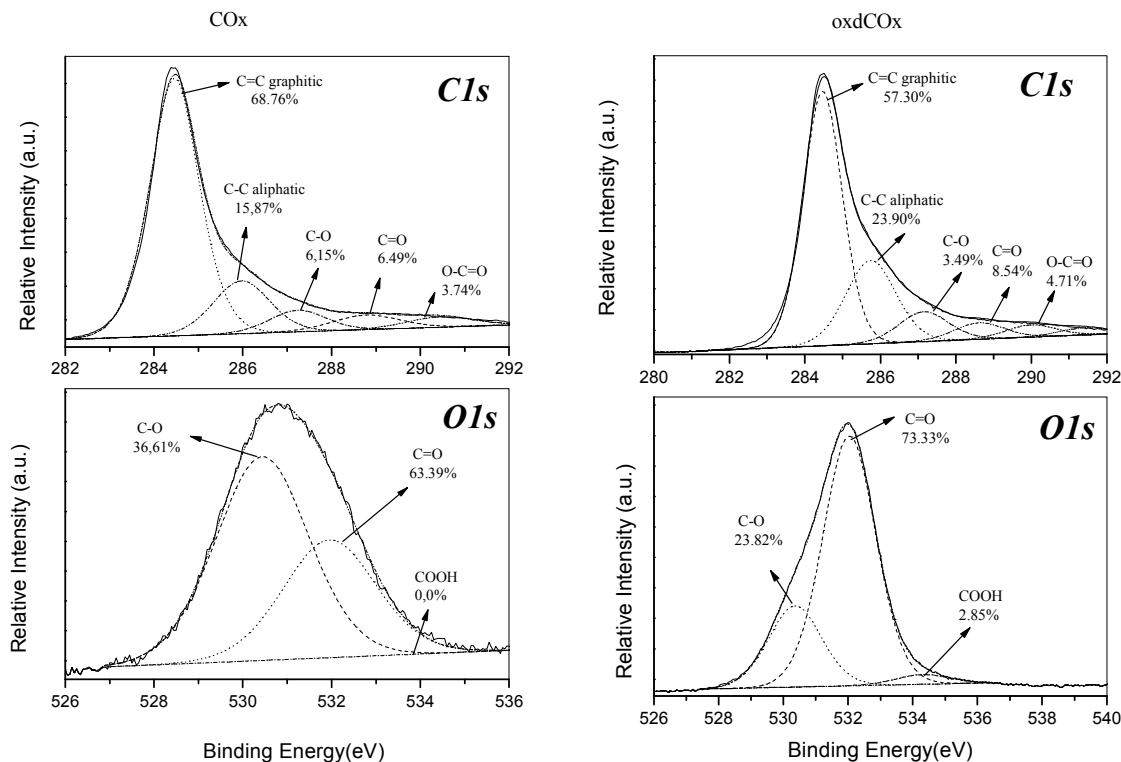 COx
oxdCOx
C1s
C=C graphitic
68.76%
C-C aliphatic
15,87%
C-O
6,15%
C=O
6.49%
O-C=O
3.74%
Relative Intensity (a.u.)
282 284 286 288 290 292
C1s
C=C graphitic
57.30%
C-C aliphatic
23.90%
C-O
3.49%
C=O
8.54%
O-C=O
4.71%
Relative Intensity (a.u.)
280 282 284 286 288 290 292
O1s
C-O
36,61%
C=O
63.39%
COOH
0,0%
Relative Intensity (a.u.)
526 528 530 532 534 536
Binding Energy(eV)
O1s
C=O
73.33%
C-O
23.82%
COOH
2.85%
Relative Intensity (a.u.)
526 528 530 532 534 536 538 540
Binding Energy(eV)